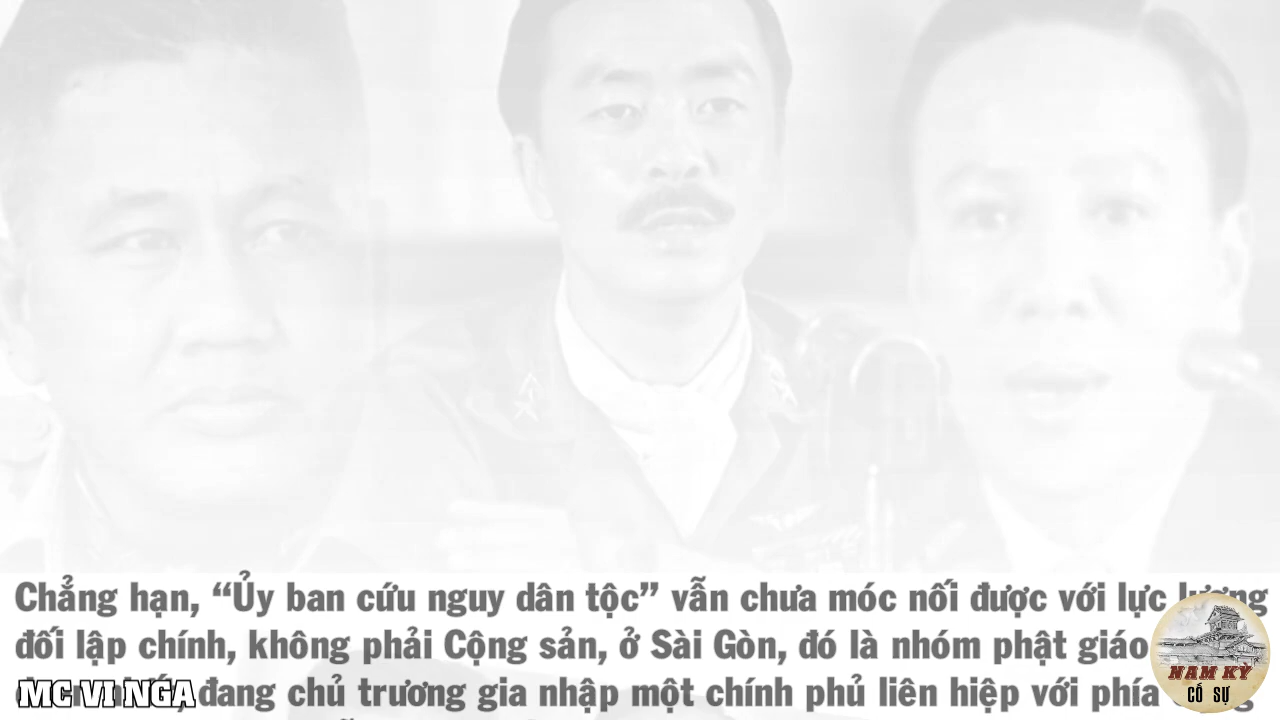 Chẳng hạn, “Ủy ban cứu nguy dân tộc” vẫn chưa móc nối được với lực lượng
đối lập chính, không phải Cộng sản, ở Sài Gòn, đó là nhóm phật giáo
đang chủ trương gia nhập một chính phủ liên hiệp với phía
MC VI NGA
NAM KỲ
CỐ SỰ